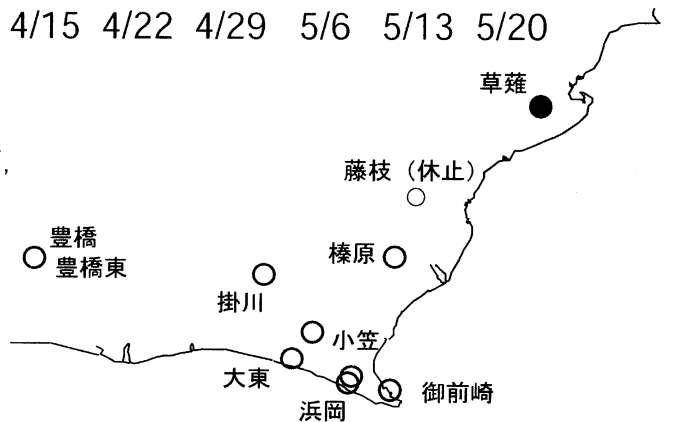 4/15 4/22 4/29 5/6 5/13 5/20
草薙
藤枝（休止）
豊橋
豊橋東
榛原
掛川
小笠
大東
浜岡
御前崎